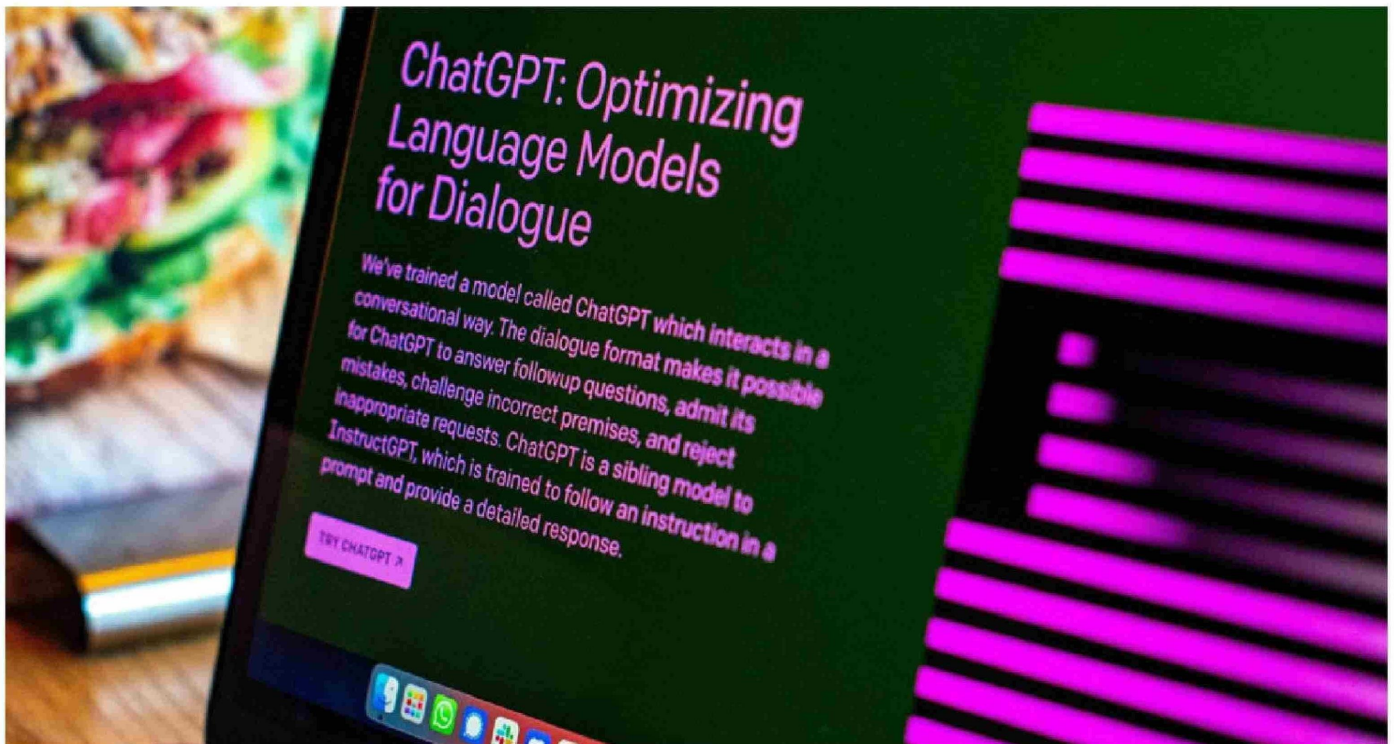 ChatGPT: Optimizing
Language Models
for Dialogue
We've trained a model called ChatGPT which interacts in a
conversational way. The dialogue format makes it possible
for ChatGPT to answer followup questions, admit its
mistakes, challenge incorrect premises, and reject
inappropriate requests. ChatGPT is a sibling model to
InstructGPT, which is trained to follow an instruction in a
prompt and provide a detailed response.
TRY CHATGPT ↗